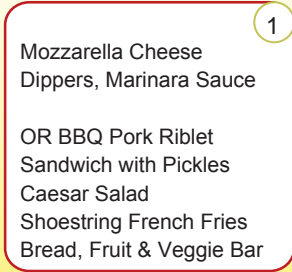 1
Mozzarella Cheese
Dippers, Marinara Sauce
OR BBQ Pork Riblet
Sandwich with Pickles
Caesar Salad
Shoestring French Fries
Bread, Fruit & Veggie Bar